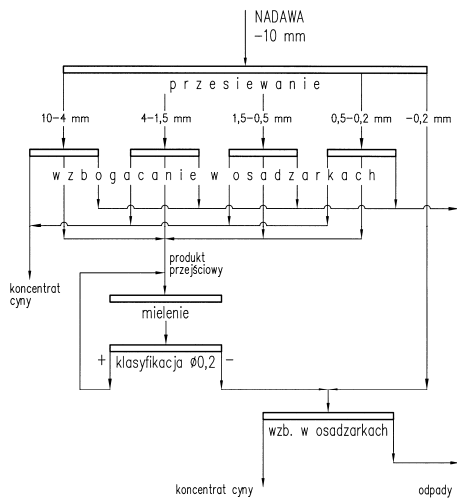 NADAWA
-10 mm
przesiewanie
10-4 mm 4-1,5 mm 1,5-0,5 mm 0,5-0,2 mm -0,2 mm
wzbogacanie w osadzarkach
produkt
przejściowy
koncentrat
cyny
mielenie
+ klasyfikacja Ø0,2 -
wzb. w osadzarkach
koncentrat cyny odpady